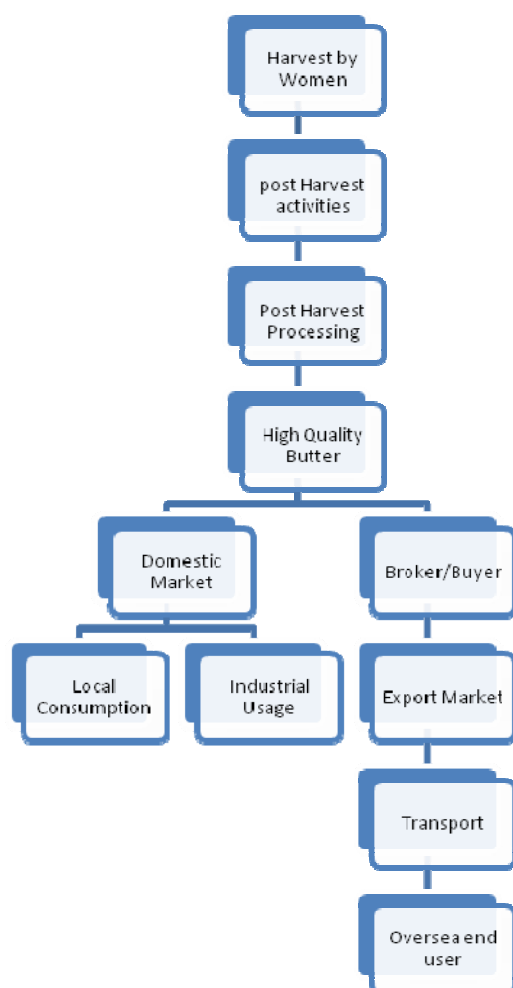 Harvest by
Women
post Harvest
activities
Post Harvest
Processing
High Quality
Butter
Domestic
Market
Broker/Buyer
Local
Consumption
Industrial
Usage
Export Market
Transport
Oversea end
user